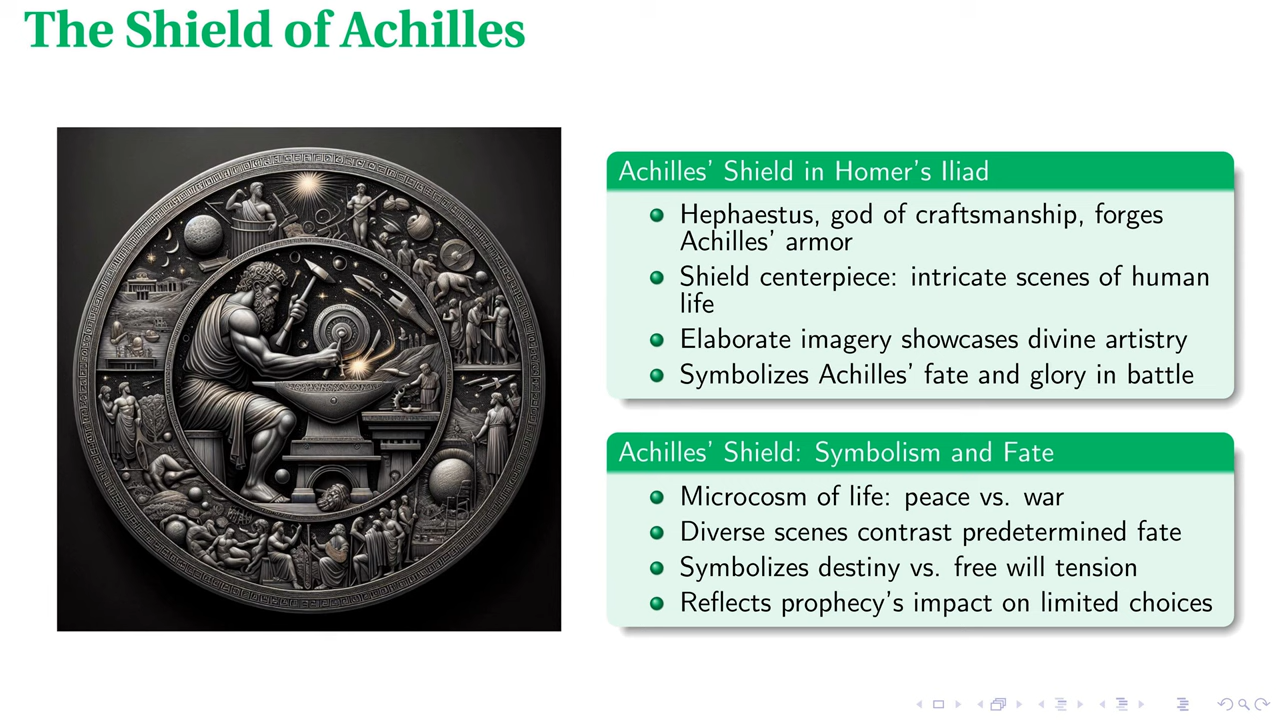 The Shield of Achilles
Achilles’ Shield in Homer’s Iliad
Hephaestus, god of craftsmanship, forges
Achilles’ armor
Shield centerpiece: intricate scenes of human
life
Elaborate imagery showcases divine artistry
Symbolizes Achilles’ fate and glory in battle
Achilles’ Shield: Symbolism and Fate
Microcosm of life: peace vs. war
Diverse scenes contrast predetermined fate
Symbolizes destiny vs. free will tension
Reflects prophecy’s impact on limited choices